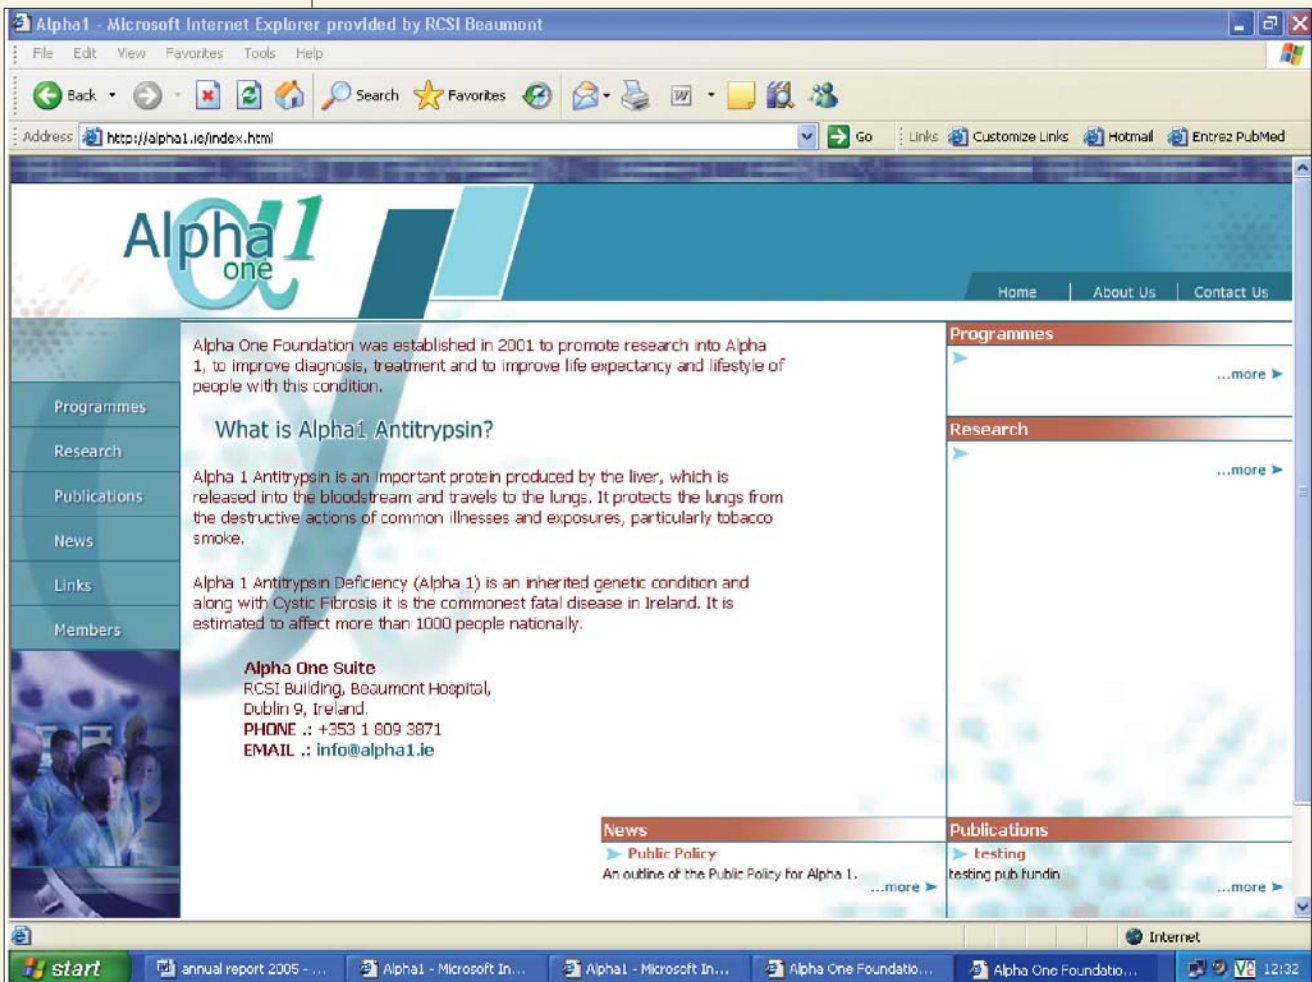 Alpha1 - Microsoft Internet Explorer provided by RCSI Beaumont
File Edit View Favorites Tools Help
Back Search Favorites
Address http://alpha1.ie/index.html Go Links Customize Links Hotmail Entrez PubMed
Alpha 1
one
Home About Us Contact Us
Programmes
Research
Publications
News
Links
Members
Alpha One Foundation was established in 2001 to promote research into Alpha
1, to improve diagnosis, treatment and to improve life expectancy and lifestyle of
people with this condition.
What is Alpha1 Antitrypsin?
Alpha 1 Antitrypsin is an important protein produced by the liver, which is
released into the bloodstream and travels to the lungs. It protects the lungs from
the destructive actions of common illnesses and exposures, particularly tobacco
smoke.
Alpha 1 Antitrypsin Deficiency (Alpha 1) is an inherited genetic condition and
along with Cystic Fibrosis it is the commonest fatal disease in Ireland. It is
estimated to affect more than 1000 people nationally.
Alpha One Suite
RCSI Building, Beaumont Hospital,
Dublin 9, Ireland.
PHONE .: +353 1 809 3871
EMAIL .: info@alpha1.ie
Programmes
...more
Research
...more
News
Public Policy
An outline of the Public Policy for Alpha 1.
...more
Publications
testing
testing pub fundin
...more
Internet
start annual report 2005 - ... Alpha1 - Microsoft In... Alpha1 - Microsoft In... Alpha One Foundatio... Alpha One Foundatio... 12:32